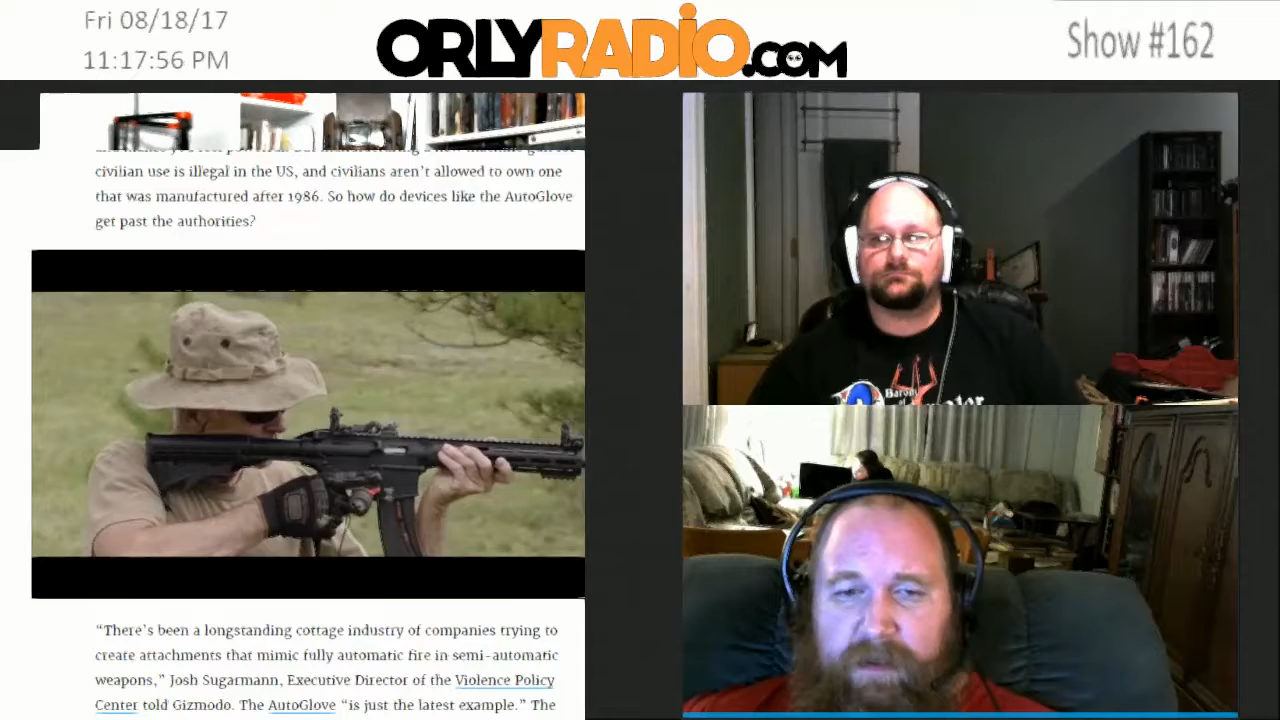 Fri 08/18/17
11:17:56 PM
ORLYRADIO.COM
Show #162
civilian use is illegal in the US, and civilians aren't allowed to own one
that was manufactured after 1986. So how do devices like the AutoGlove
get past the authorities?
Baron
of
“There's been a longstanding cottage industry of companies trying to
create attachments that mimic fully automatic fire in semi-automatic
weapons,” Josh Sugarmann, Executive Director of the Violence Policy
Center told Gizmodo. The AutoGlove “is just the latest example.” The